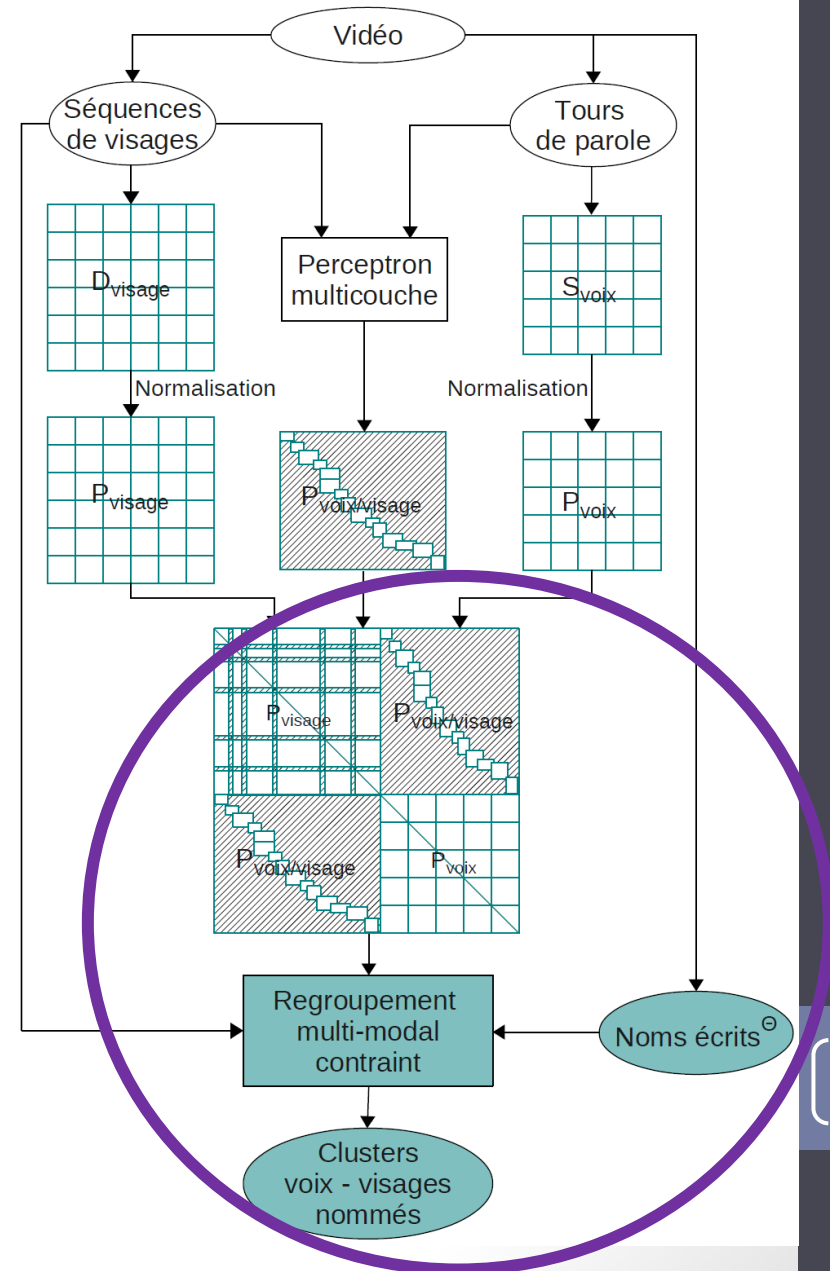 Vidéo
Séquences
de visages
Tours
de parole
Perceptron
multicouche
Dvisage
Svoix
Normalisation
Normalisation
Pvisage
Pvoix/visage
Pvoix
Pvisage
Pvoix/visage
Pvoix/visage
Pvoix
Regroupement
multi-modal
contraint
Noms écritsΘ
Clusters
voix - visages
nommés